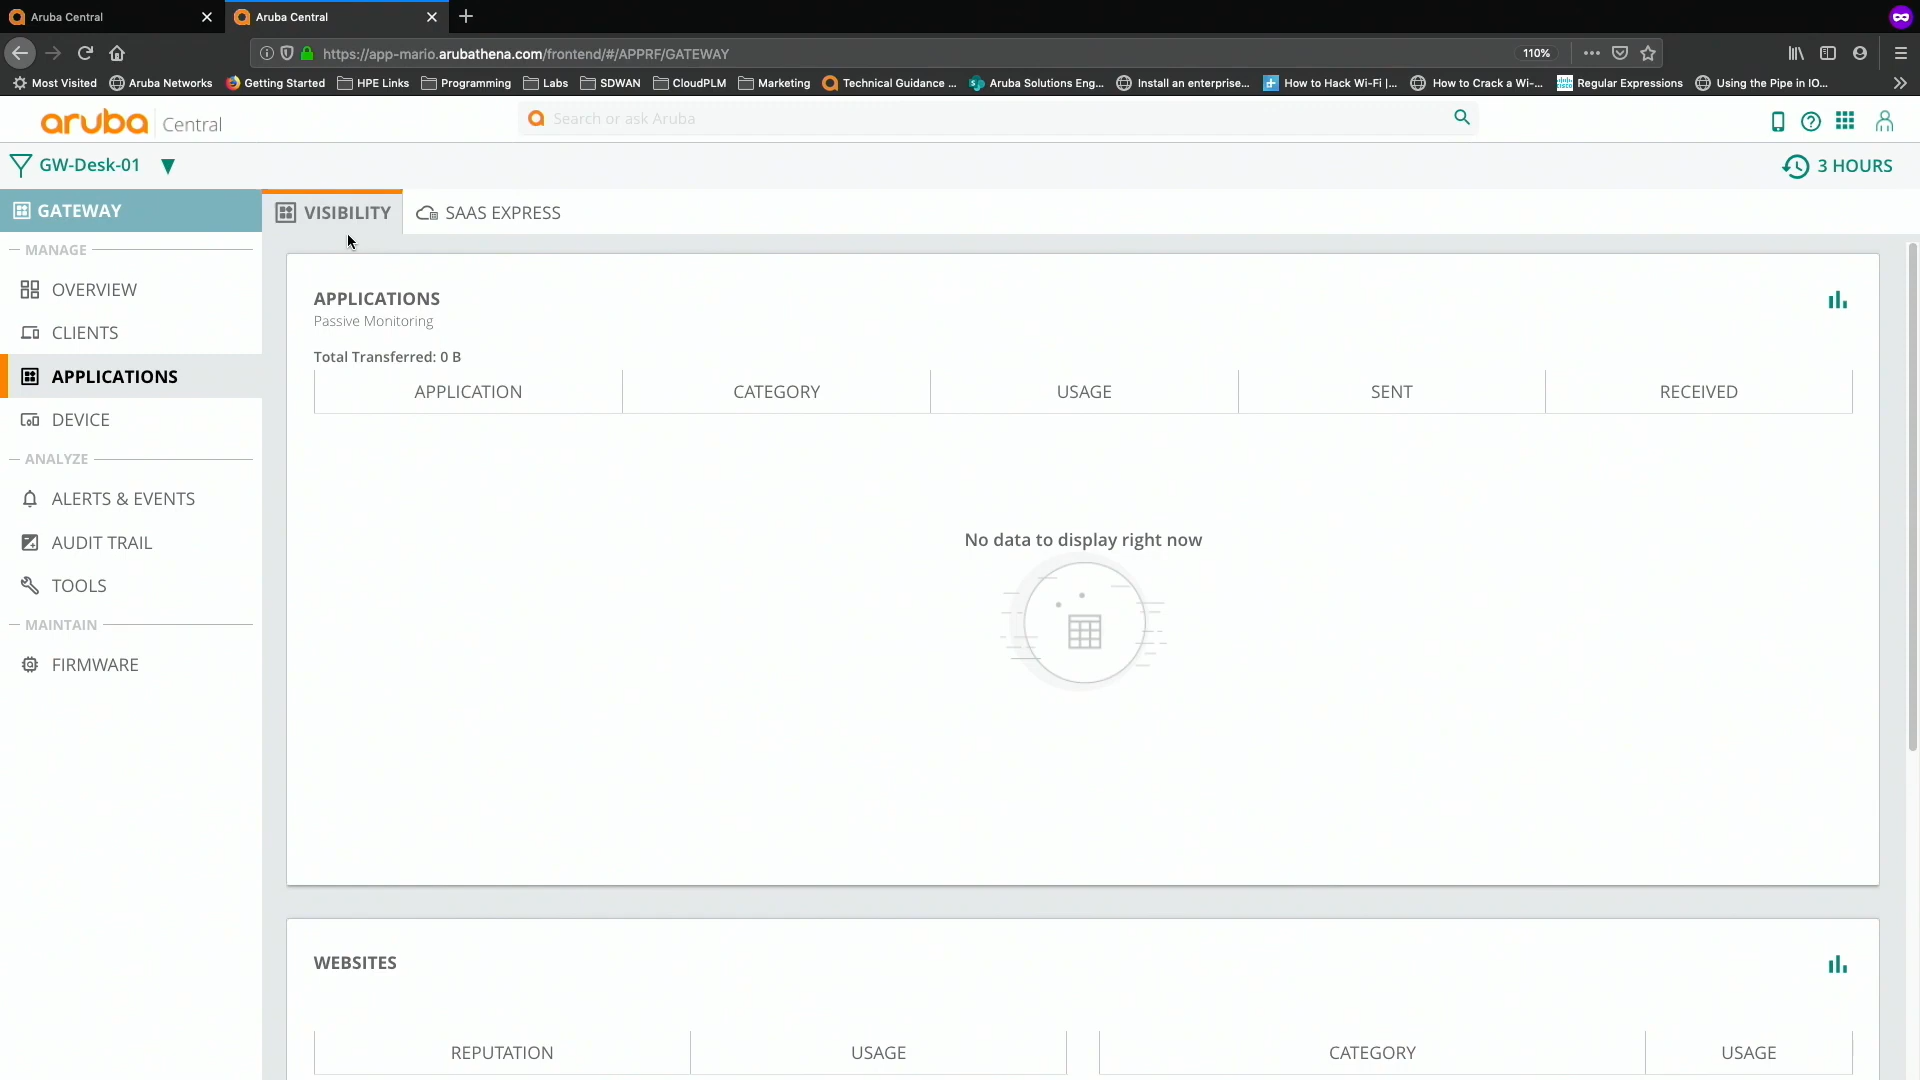 Aruba Central
Aruba Central
https://app-mario.arubathena.com/frontend/#/APPRF/GATEWAY
110%
Most Visited
Aruba Networks
Getting Started
HPE Links
Programming
Labs
SDWAN
CloudPLM
Marketing
Technical Guidance ...
Aruba Solutions Eng...
Install an enterprise...
How to Hack Wi-Fi |...
How to Crack a Wi-...
Regular Expressions
Using the Pipe in IO...
aruba Central
Search or ask Aruba
GW-Desk-01
3 HOURS
GATEWAY
VISIBILITY
SAAS EXPRESS
MANAGE
OVERVIEW
CLIENTS
APPLICATIONS
DEVICE
ANALYZE
ALERTS & EVENTS
AUDIT TRAIL
TOOLS
MAINTAIN
FIRMWARE
APPLICATIONS
Passive Monitoring
Total Transferred: 0 B
APPLICATION
CATEGORY
USAGE
SENT
RECEIVED
No data to display right now
WEBSITES
REPUTATION
USAGE
CATEGORY
USAGE